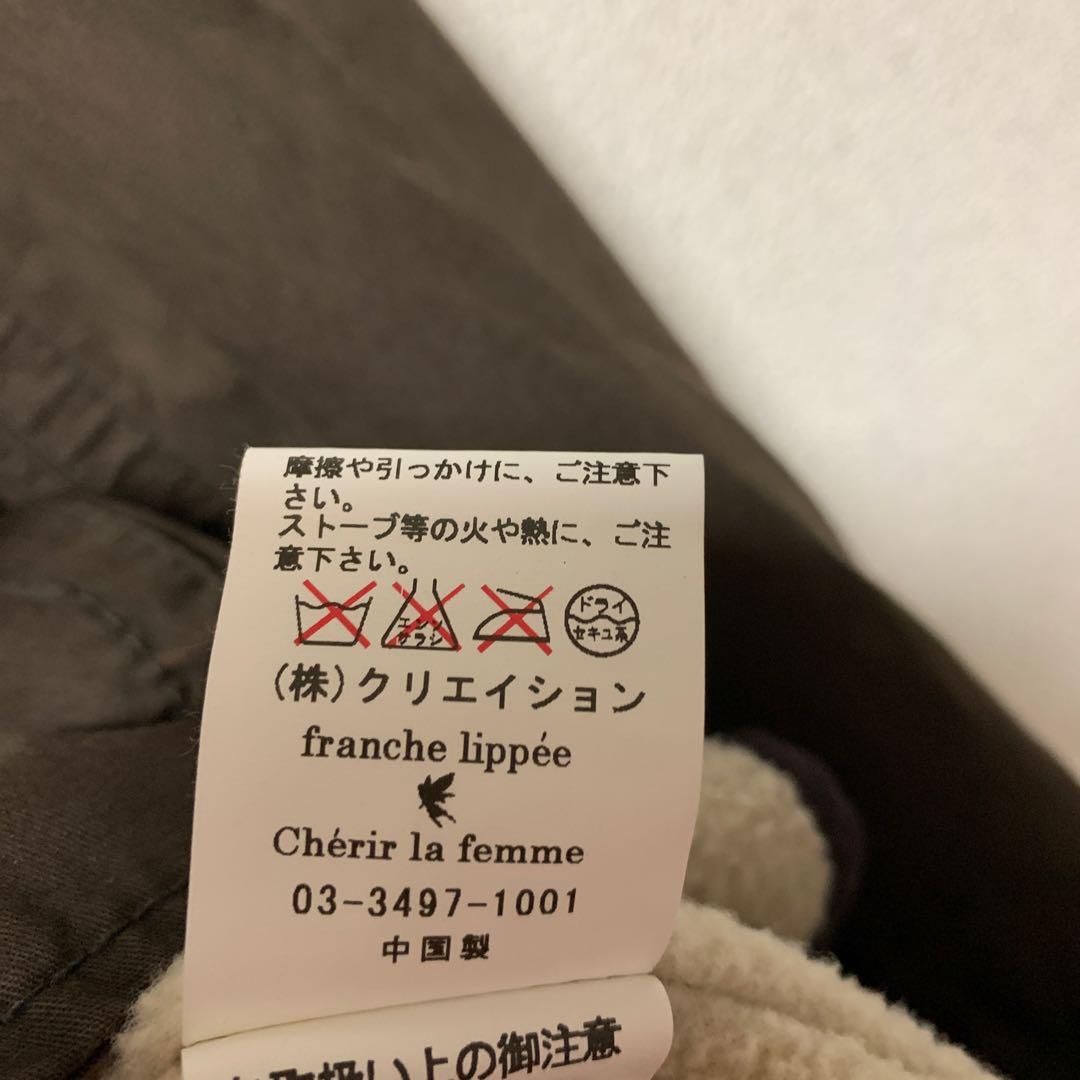 摩擦や引っかけに、ご注意下
さい。
ストーブ等の火や熱に、ご注
意下さい。
エンソ
サラシ
ドライ
セキユ系
(株)クリエイション
franche lippée
Chérir la femme
03-3497-1001
中国製
お取扱い上の御注意